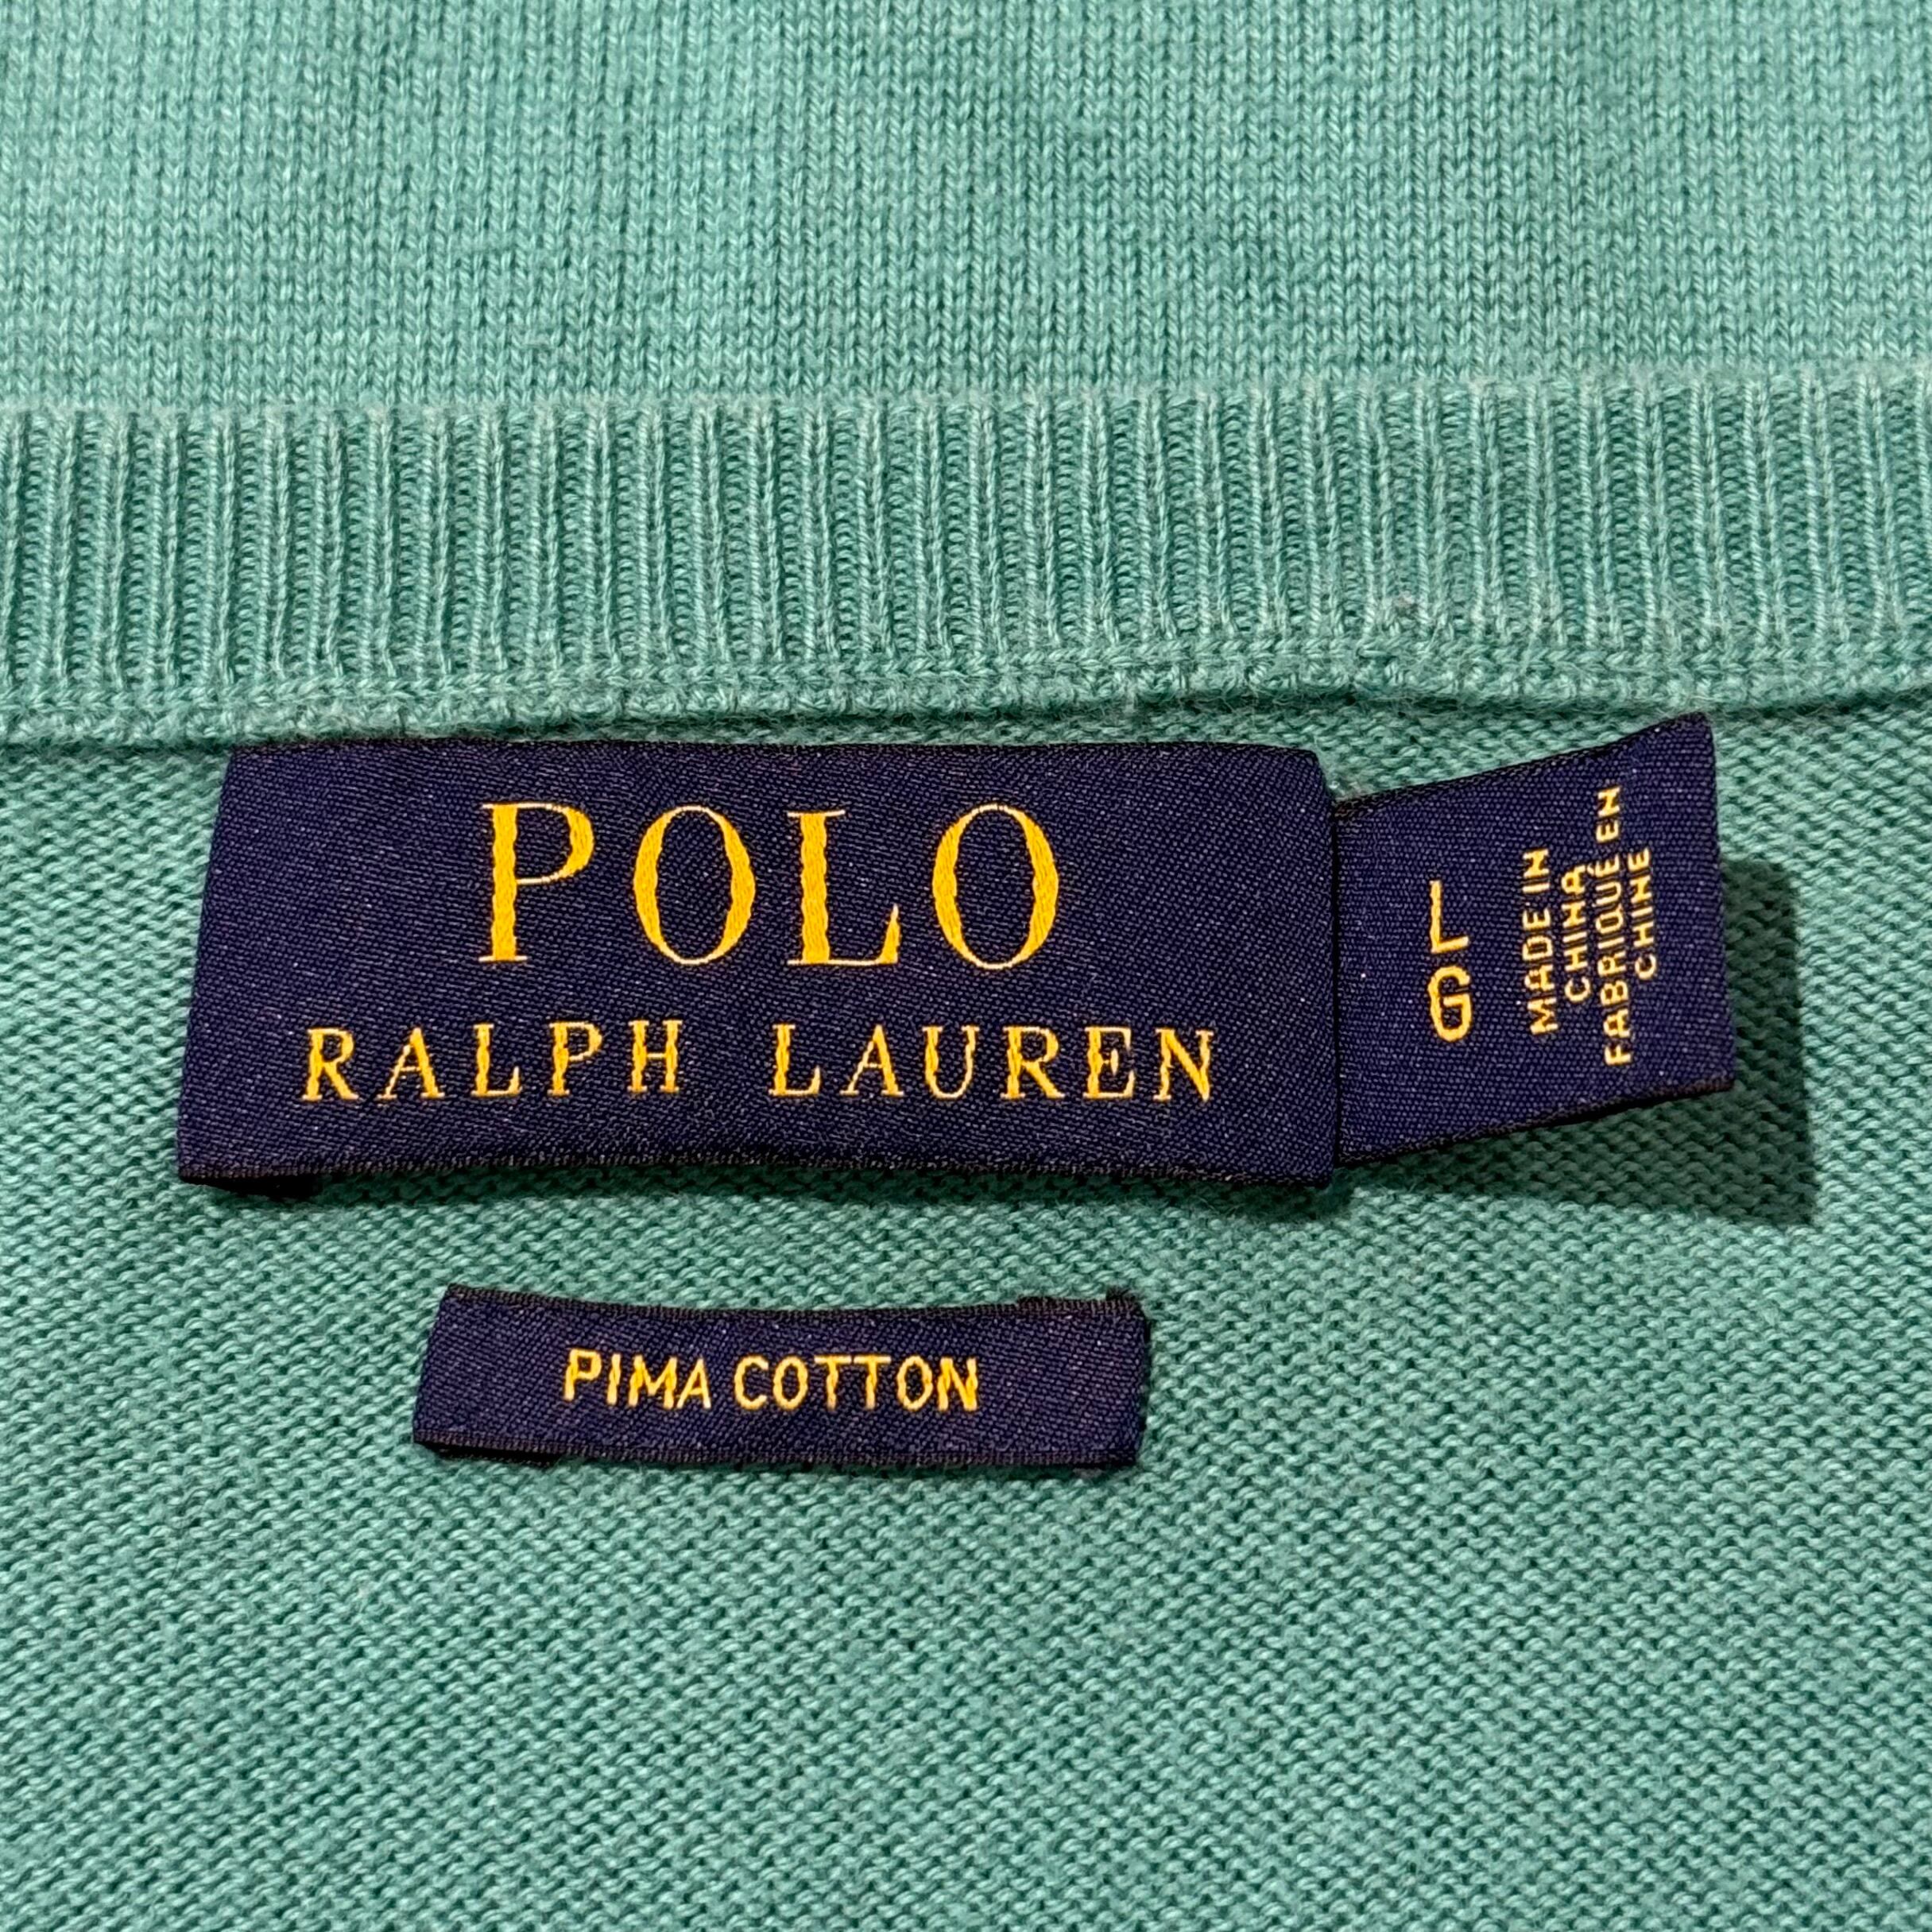 POLO
RALPH LAUREN
L
G
MADE IN
CHINA
FABRIQUÉ EN
CHINE
PIMA COTTON